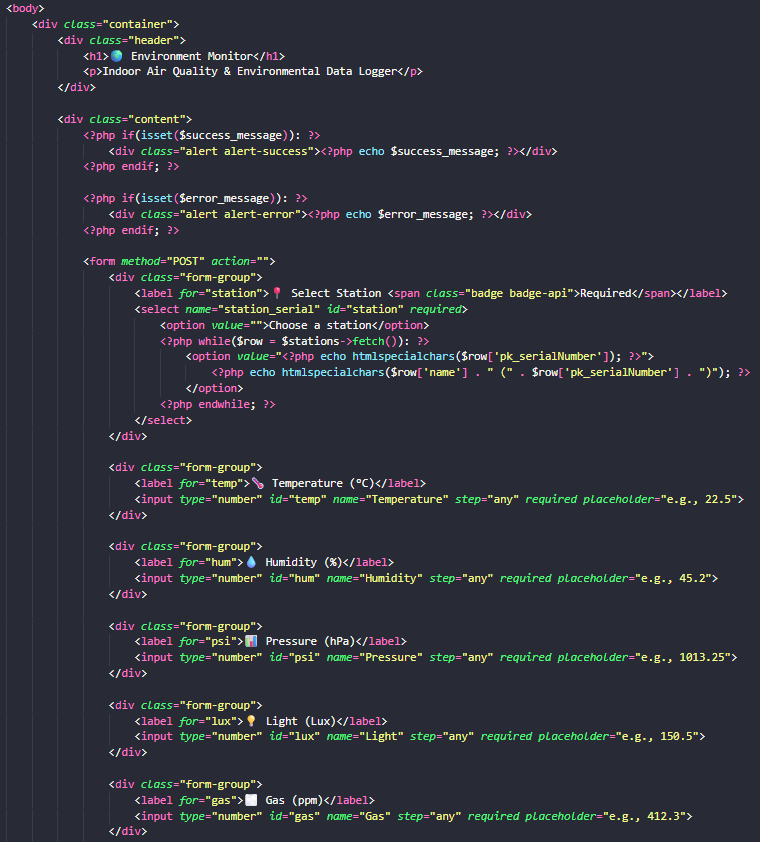 <body>
<div class="container">
<div class="header">
<h1>🌍 Environment Monitor</h1>
<p>Indoor Air Quality & Environmental Data Logger</p>
</div>
<div class="content">
<?php if(isset($success_message)): ?>
<div class="alert alert-success"><?php echo $success_message; ?></div>
<?php endif; ?>
<?php if(isset($error_message)): ?>
<div class="alert alert-error"><?php echo $error_message; ?></div>
<?php endif; ?>
<form method="POST" action="">
<div class="form-group">
<label for="station">📍 Select Station <span class="badge badge-api">Required</span></label>
<select name="station_serial" id="station" required>
<option value="">Choose a station</option>
<?php while($row = $stations->fetch()): ?>
<option value="<?php echo htmlspecialchars($row['pk_serialNumber']); ?>">
<?php echo htmlspecialchars($row['name'] . " (" . $row['pk_serialNumber'] . ")"); ?>
</option>
<?php endwhile; ?>
</select>
</div>
<div class="form-group">
<label for="temp">🌡️ Temperature (°C)</label>
<input type="number" id="temp" name="Temperature" step="any" required placeholder="e.g., 22.5">
</div>
<div class="form-group">
<label for="hum">💧 Humidity (%)</label>
<input type="number" id="hum" name="Humidity" step="any" required placeholder="e.g., 45.2">
</div>
<div class="form-group">
<label for="psi">📊 Pressure (hPa)</label>
<input type="number" id="psi" name="Pressure" step="any" required placeholder="e.g., 1013.25">
</div>
<div class="form-group">
<label for="lux">💡 Light (Lux)</label>
<input type="number" id="lux" name="Light" step="any" required placeholder="e.g., 150.5">
</div>
<div class="form-group">
<label for="gas">⬜ Gas (ppm)</label>
<input type="number" id="gas" name="Gas" step="any" required placeholder="e.g., 412.3">
</div>